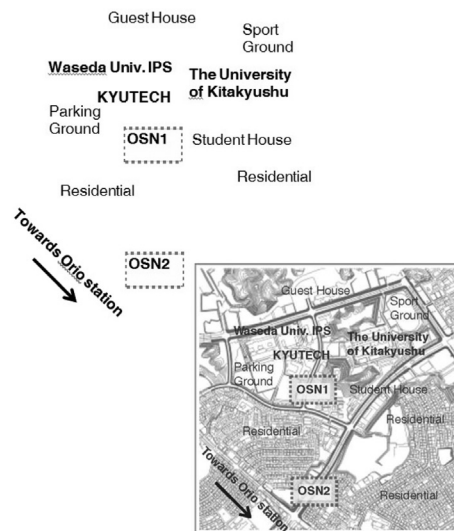 Guest House
Sport
Ground
Waseda Univ. IPS
The University
of Kitakyushu
KYUTECH
Parking
Ground
OSN1
Student House
Residential
Residential
Towards Orio station
OSN2
Guest House
Sport
Ground
Waseda Univ. IPS
The University
of Kitakyushu
KYUTECH
Parking
Ground
OSN1
Student House
Residential
Residential
Towards Orio station
OSN2
Residential